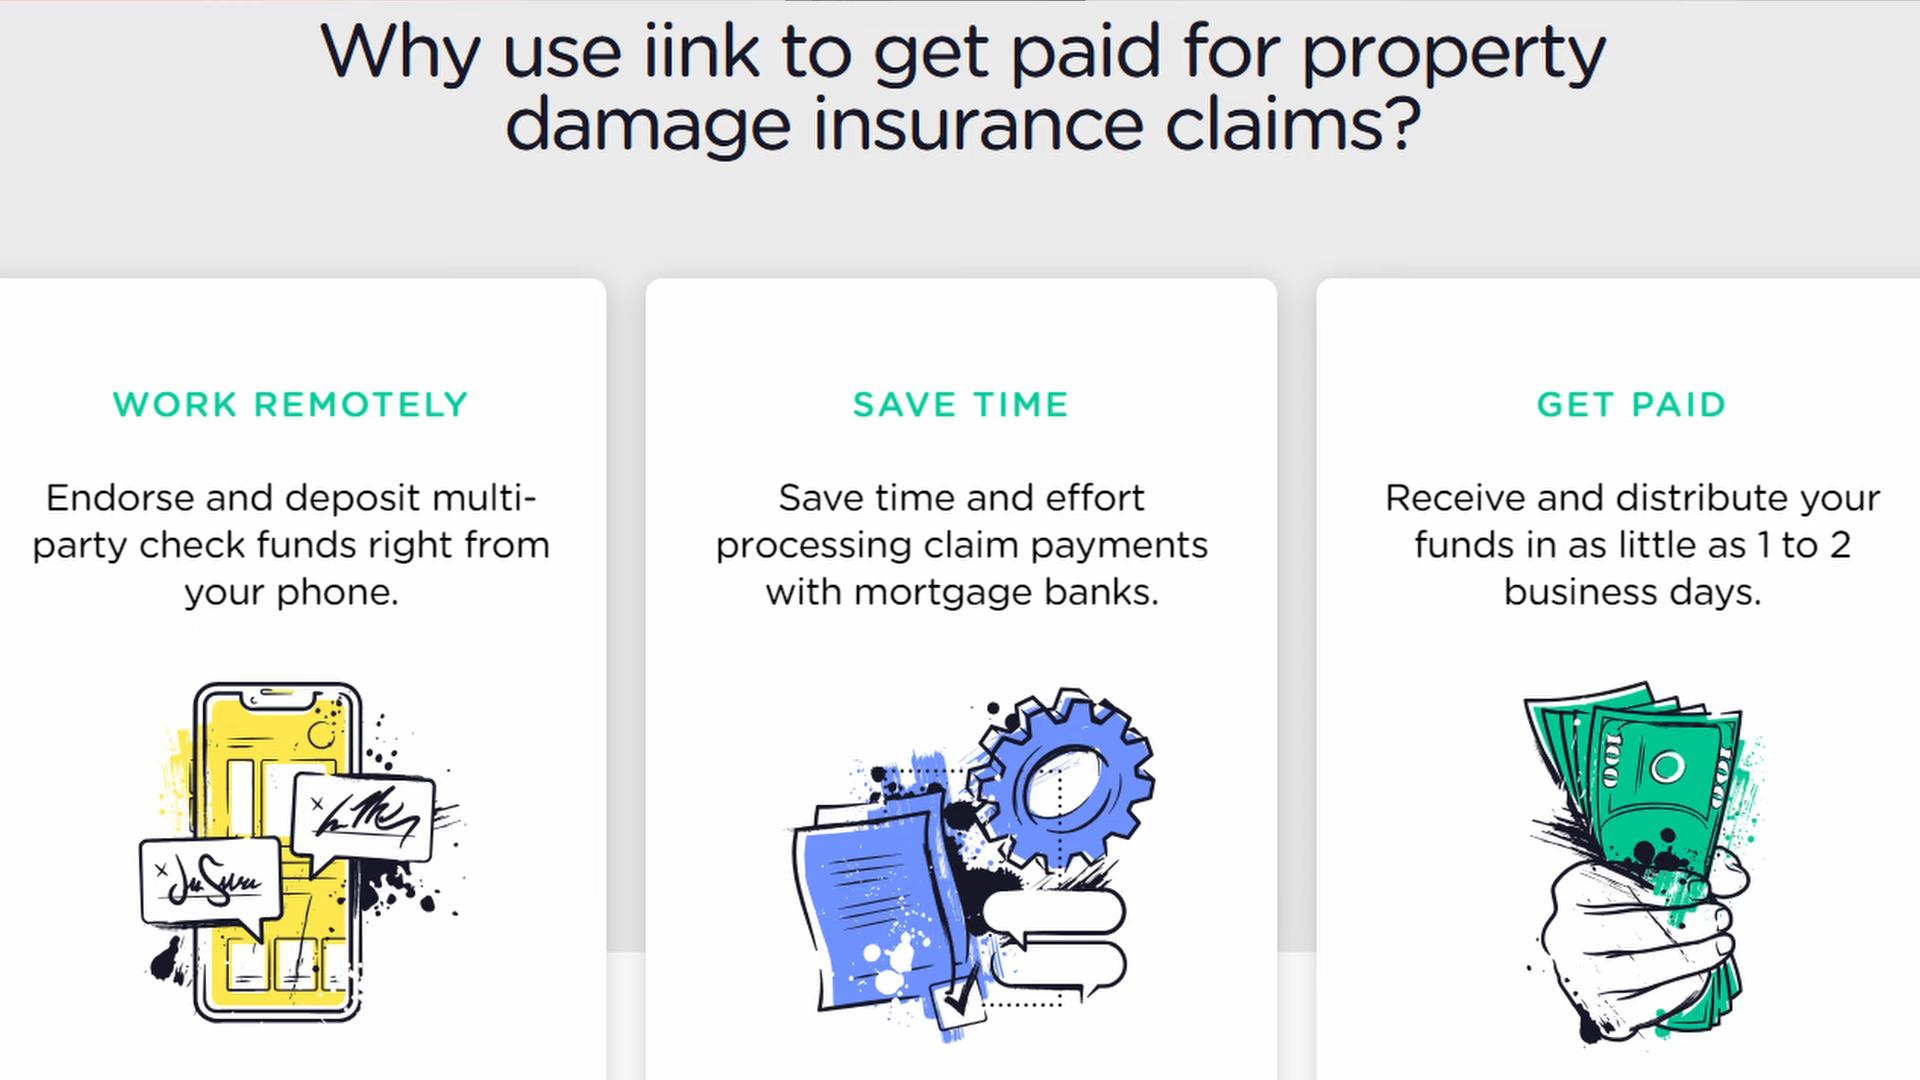 Why use iink to get paid for property
damage insurance claims?
WORK REMOTELY
Endorse and deposit multi-
party check funds right from
your phone.
SAVE TIME
Save time and effort
processing claim payments
with mortgage banks.
GET PAID
Receive and distribute your
funds in as little as 1 to 2
business days.
100
100